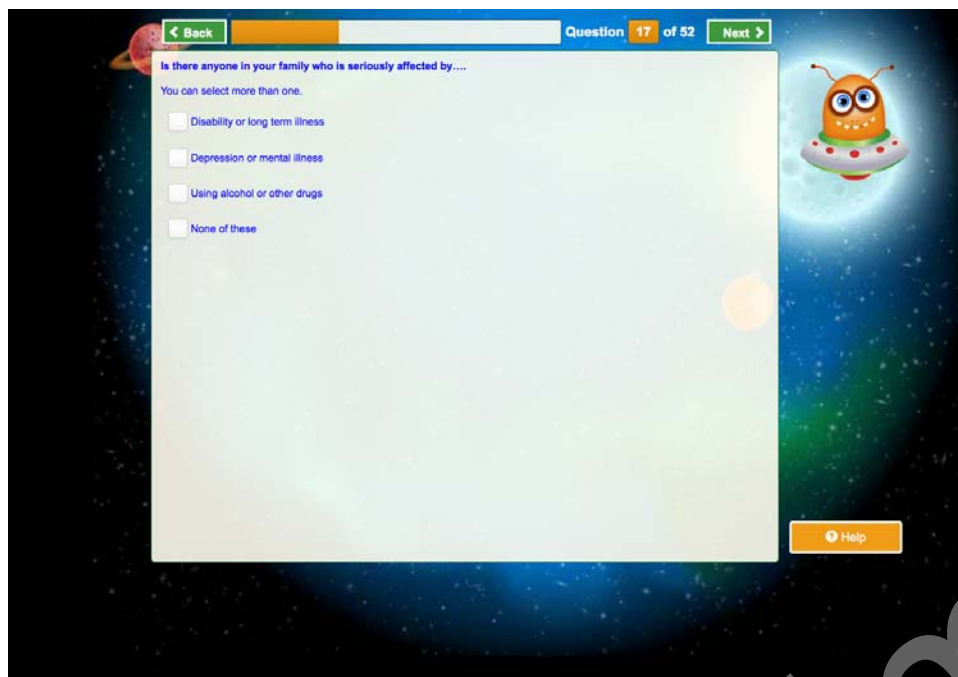 Back Question 17 of 52 Next
Is there anyone in your family who is seriously affected by....
You can select more than one.
Disability or long term illness
Depression or mental illness
Using alcohol or other drugs
None of these
Help